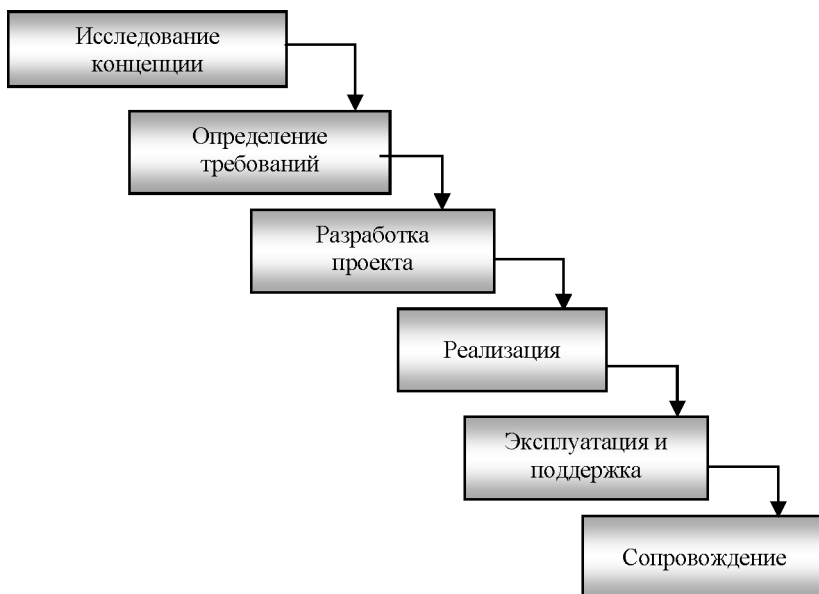 Исследование
концепции
Определение
требований
Разработка
проекта
Реализация
Эксплуатация и
поддержка
Сопровождение